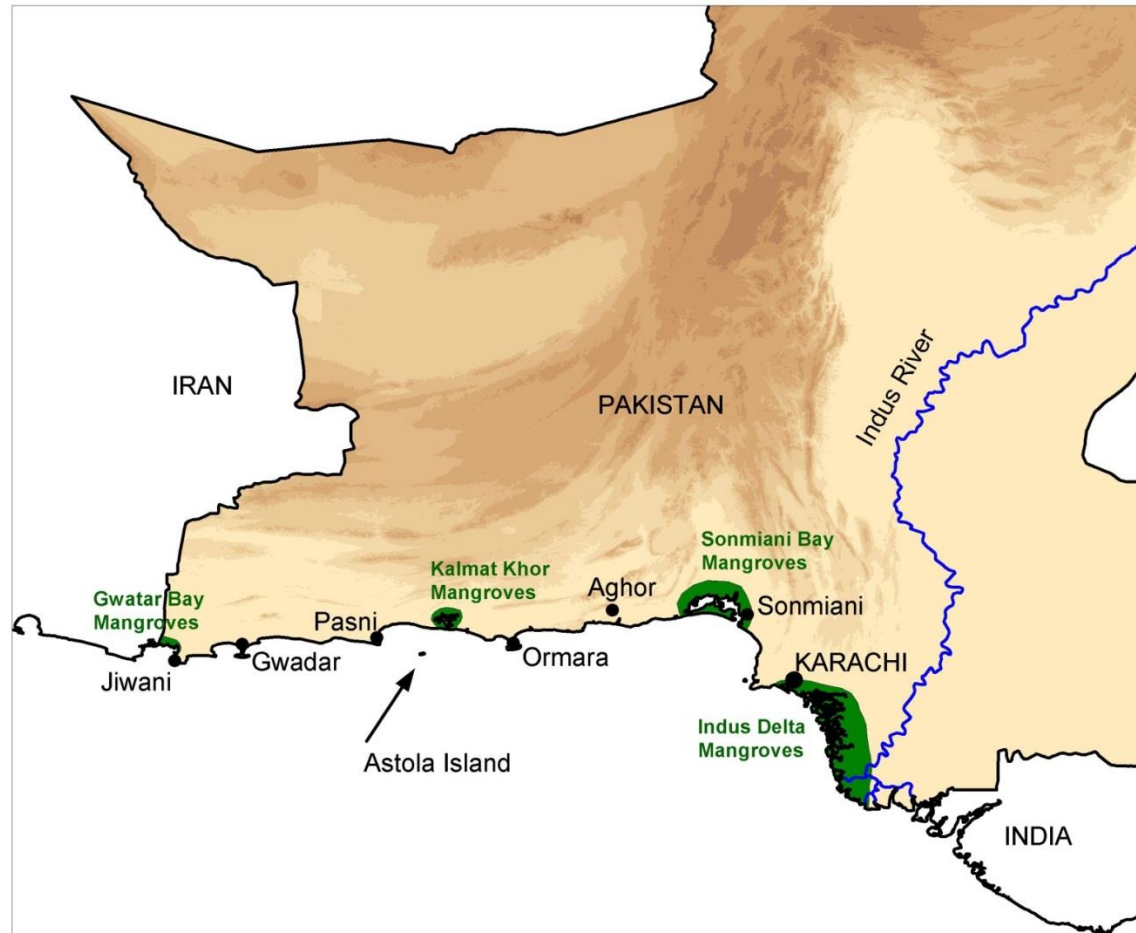 IRAN
PAKISTAN
Indus River
Gwatar Bay
Mangroves
Kalmat Khor
Mangroves
Sonmiani Bay
Mangroves
Aghor
Sonmiani
Pasni
Jiwani
Gwadar
Ormara
KARACHI
Astola Island
Indus Delta
Mangroves
INDIA